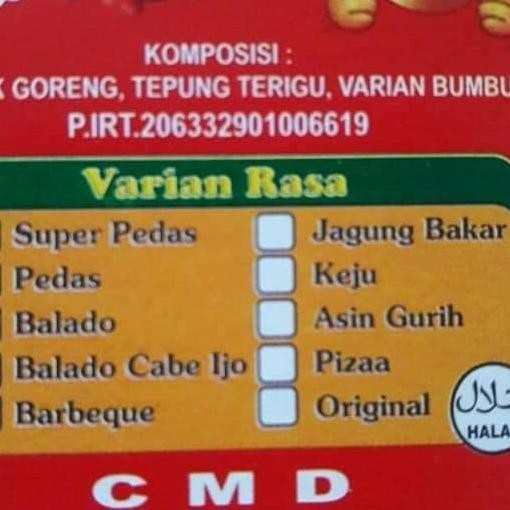 KOMPOSISI :
K GORENG, TEPUNG TERIGU, VARIAN BUMBU
P.IRT.206332901006619
Varian Rasa
Super Pedas
Pedas
Balado
Balado Cabe Ijo
Barbeque
Jagung Bakar
Keju
Asin Gurih
Pizaa
Original
حلال
HALA
C M D